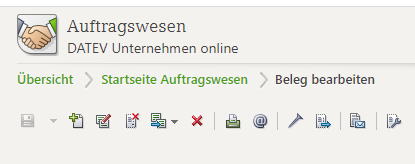 Auftragswesen
DATEV Unternehmen online
Übersicht Startseite Auftragswesen Beleg bearbeiten